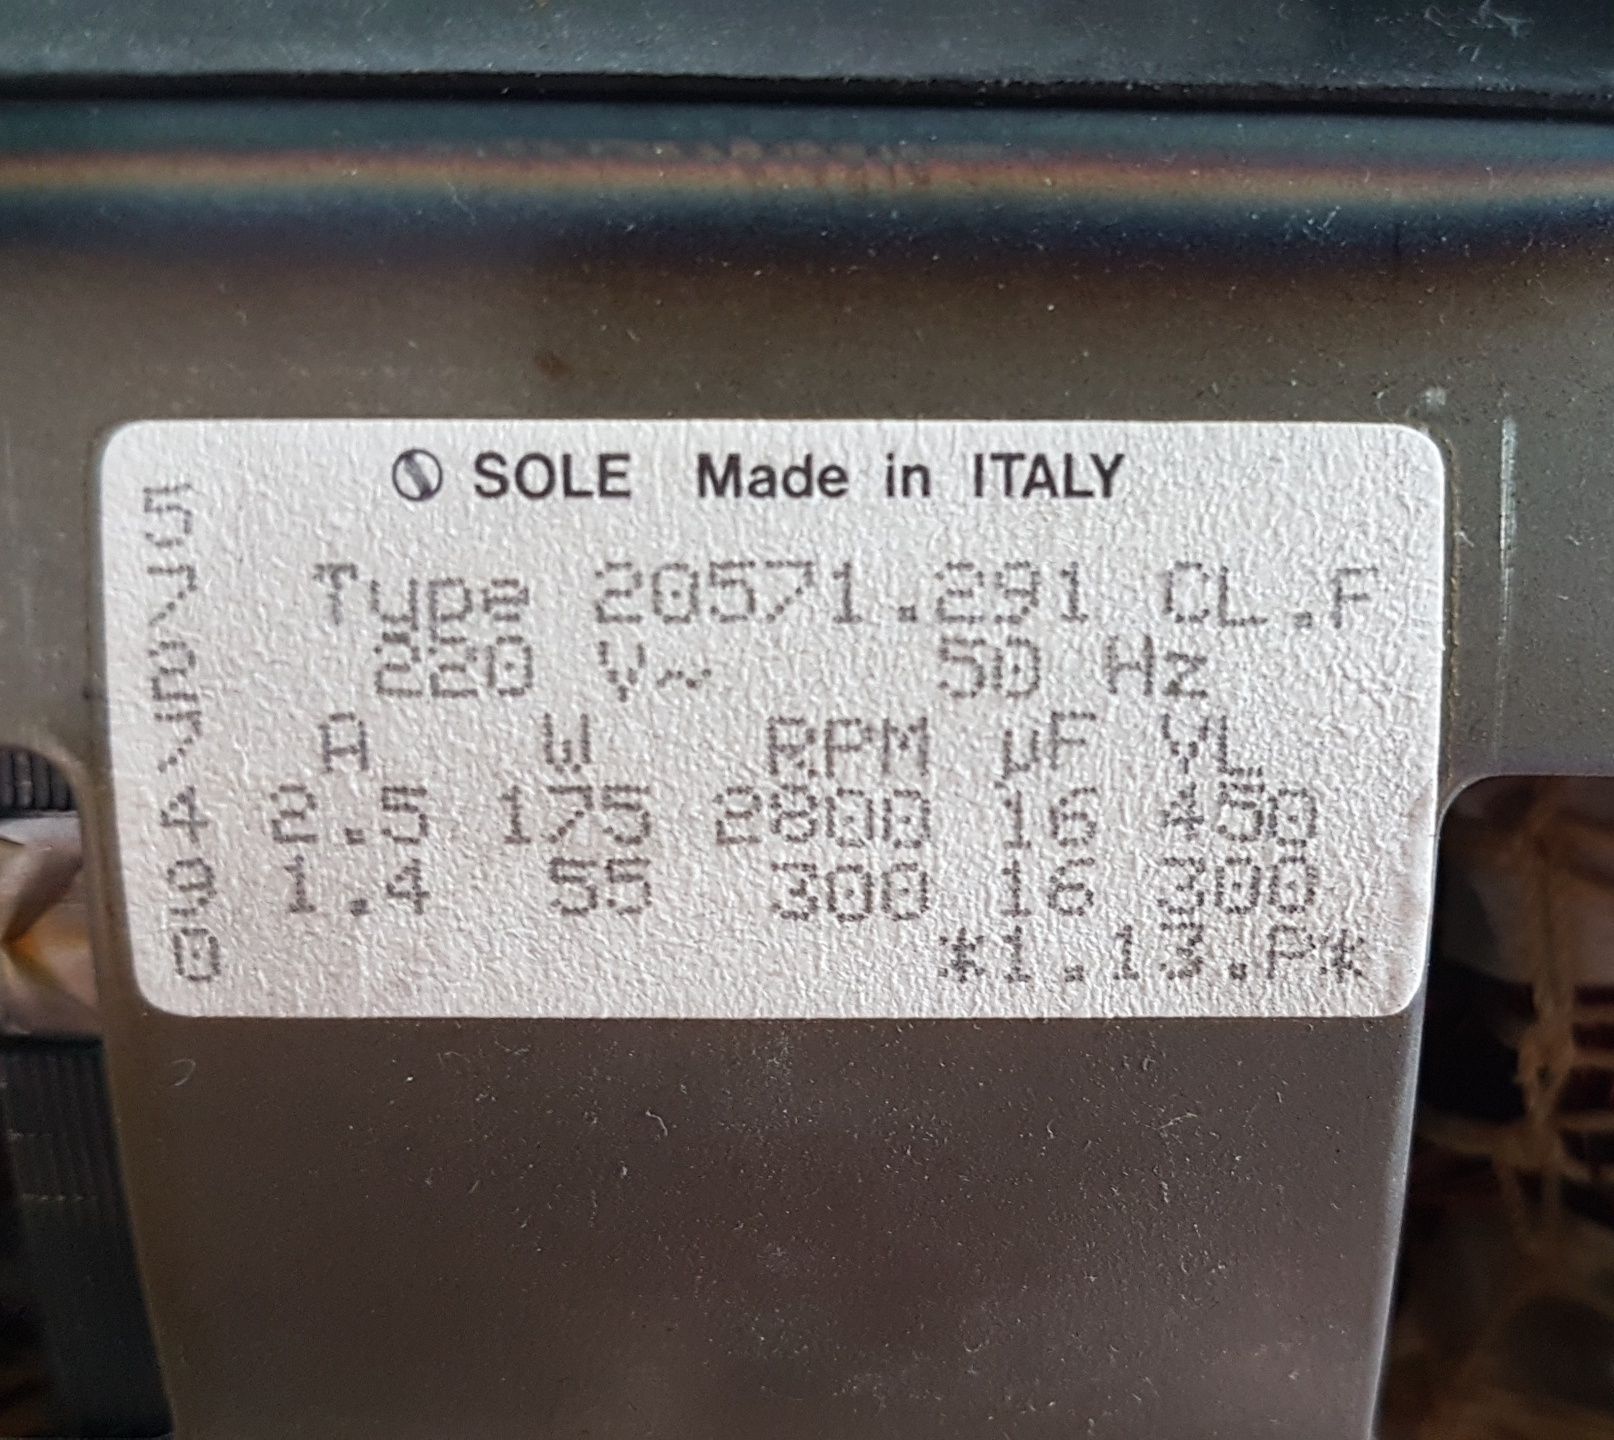 SOLE Made in ITALY
Type 20571.291 CL.F
220 V~ 50 Hz
A W RPM µF VL
2.5 175 2800 16 *50
1.4 55 300 16 300
*1.13.P*